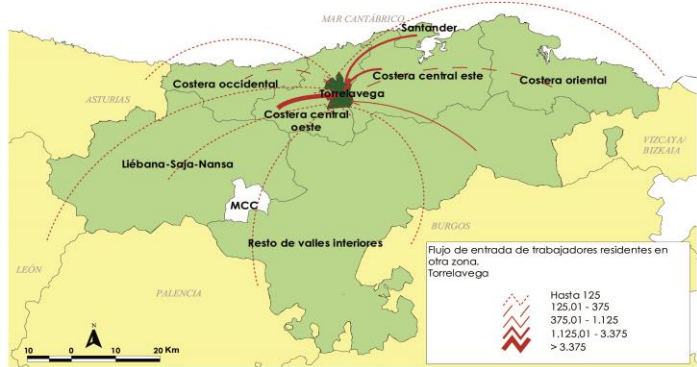 MAR CANTÁBRICO
Santander
Costera occidental
Costera central este
Costera oriental
ASTURIAS
Torrelavega
Costera central
oeste
VIZCAYA/
BIZKAIA
Liébana-Saja-Nansa
MCC
BURGOS
Resto de valles interiores
LEÓN
PALENCIA
Flujo de entrada de trabajadores residentes en
otra zona.
Torrelavega
Hasta 125
125,01 - 375
375,01 - 1.125
1.125,01 - 3.375
> 3.375
N
10 0 10 20 Km